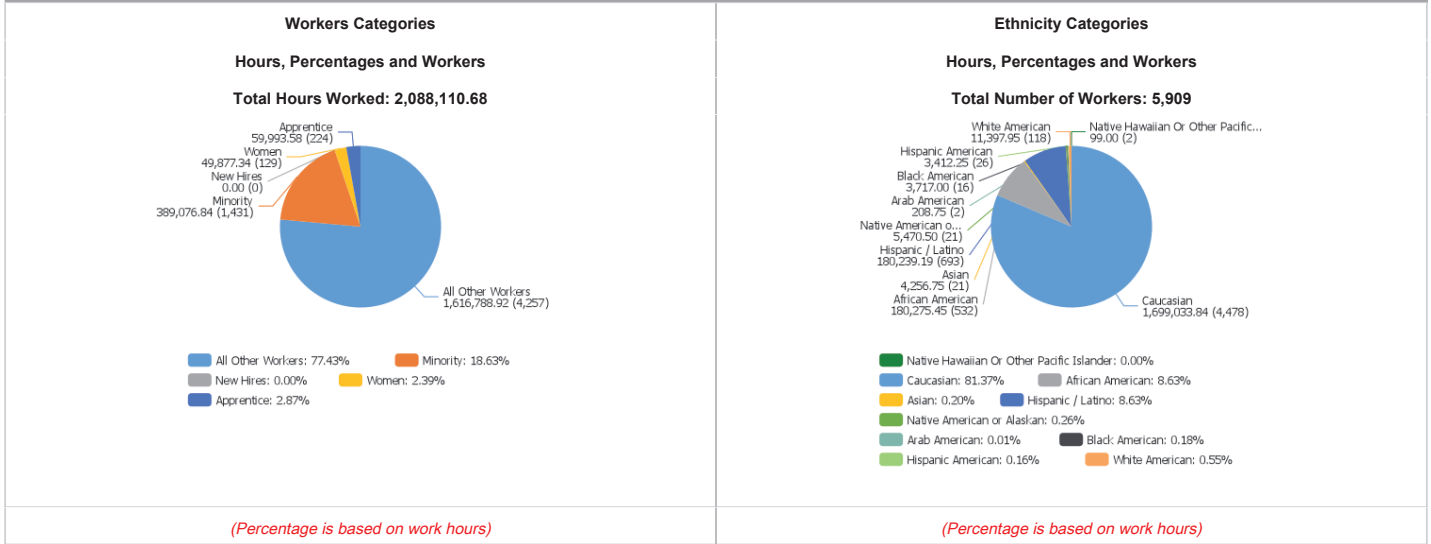 Workers Categories
Hours, Percentages and Workers
Total Hours Worked: 2,088,110.68
Apprentice
59,993.58 (224)
Women
49,877.34 (129)
New Hires
0.00 (0)
Minority
389,076.84 (1,431)
All Other Workers
1,616,788.92 (4,257)
All Other Workers: 77.43%
Minority: 18.63%
New Hires: 0.00%
Women: 2.39%
Apprentice: 2.87%
(Percentage is based on work hours)
Ethnicity Categories
Hours, Percentages and Workers
Total Number of Workers: 5,909
White American
11,397.95 (118)
Native Hawaiian Or Other Pacific...
99.00 (2)
Hispanic American
3,412.25 (26)
Black American
3,717.00 (16)
Arab American
208.75 (2)
Native American o...
5,470.50 (21)
Hispanic / Latino
180,239.19 (693)
Asian
4,256.75 (21)
African American
180,275.45 (532)
Caucasian
1,699,033.84 (4,478)
Native Hawaiian Or Other Pacific Islander: 0.00%
Caucasian: 81.37%
African American: 8.63%
Asian: 0.20%
Hispanic / Latino: 8.63%
Native American or Alaskan: 0.26%
Arab American: 0.01%
Black American: 0.18%
Hispanic American: 0.16%
White American: 0.55%
(Percentage is based on work hours)